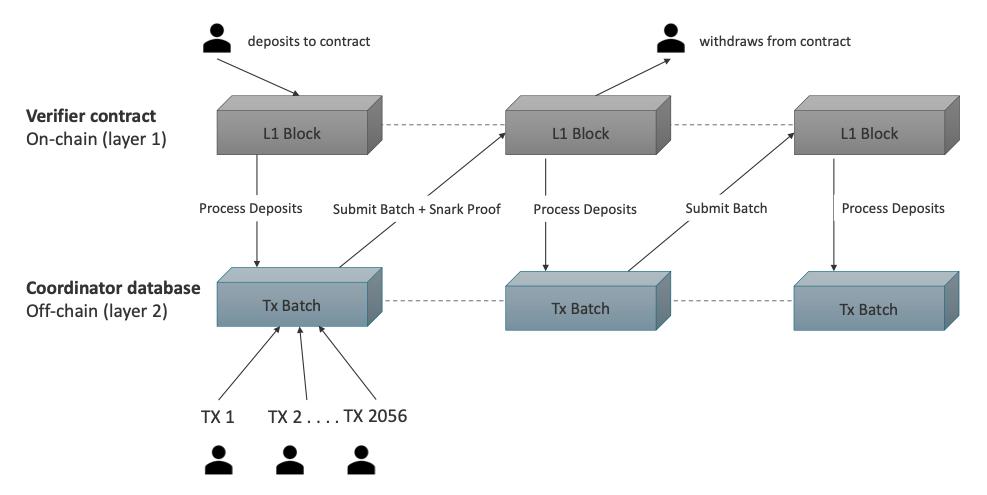 deposits to contract
withdraws from contract
Verifier contract
On-chain (layer 1)
L1 Block
L1 Block
L1 Block
Process Deposits
Submit Batch + Snark Proof
Process Deposits
Submit Batch
Process Deposits
Coordinator database
Off-chain (layer 2)
Tx Batch
Tx Batch
Tx Batch
TX 1
TX 2 . . . . TX 2056